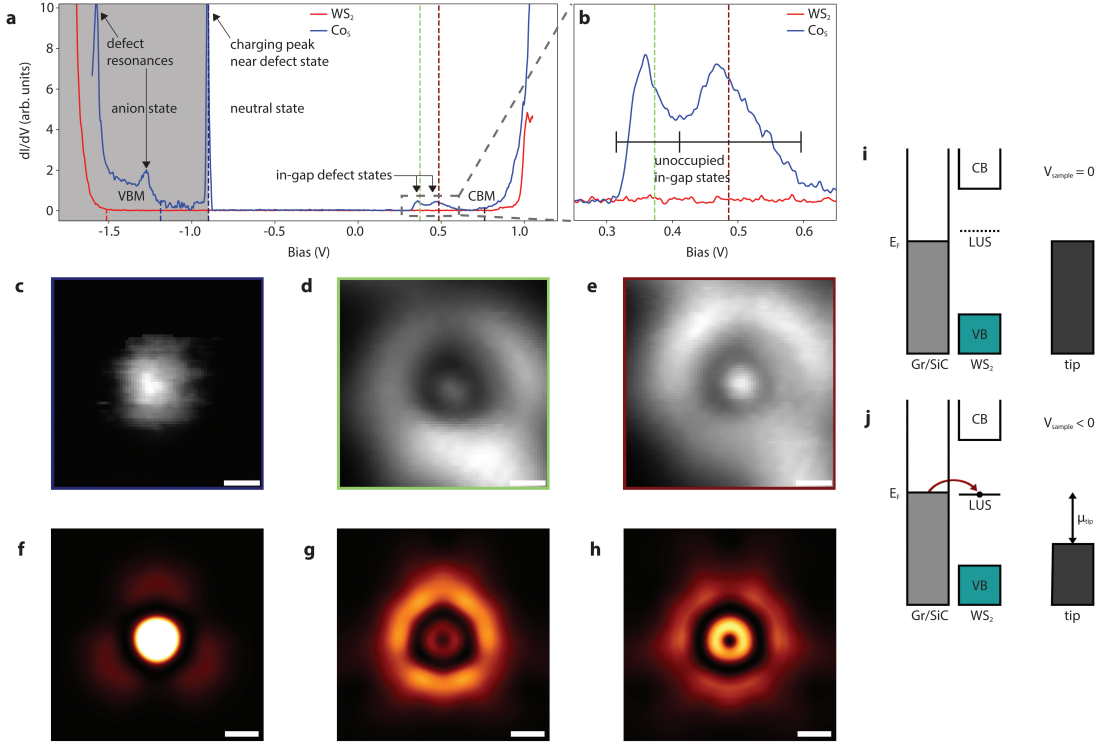 a
10
8
6
4
2
0
dI/dV (arb. units)
WS₂
Coₛ
defect
resonances
charging peak
near defect state
anion state
neutral state
in-gap defect states
VBM
CBM
-1.5
-1.0
-0.5
0.0
0.5
1.0
Bias (V)
b
WS₂
Coₛ
unoccupied
in-gap states
0.3
0.4
0.5
0.6
Bias (V)
c
d
e
f
g
h
i
CB
Vsample = 0
EF
LUS
VB
Gr/SiC
WS₂
tip
j
CB
Vsample < 0
EF
LUS
μtip
VB
Gr/SiC
WS₂
tip